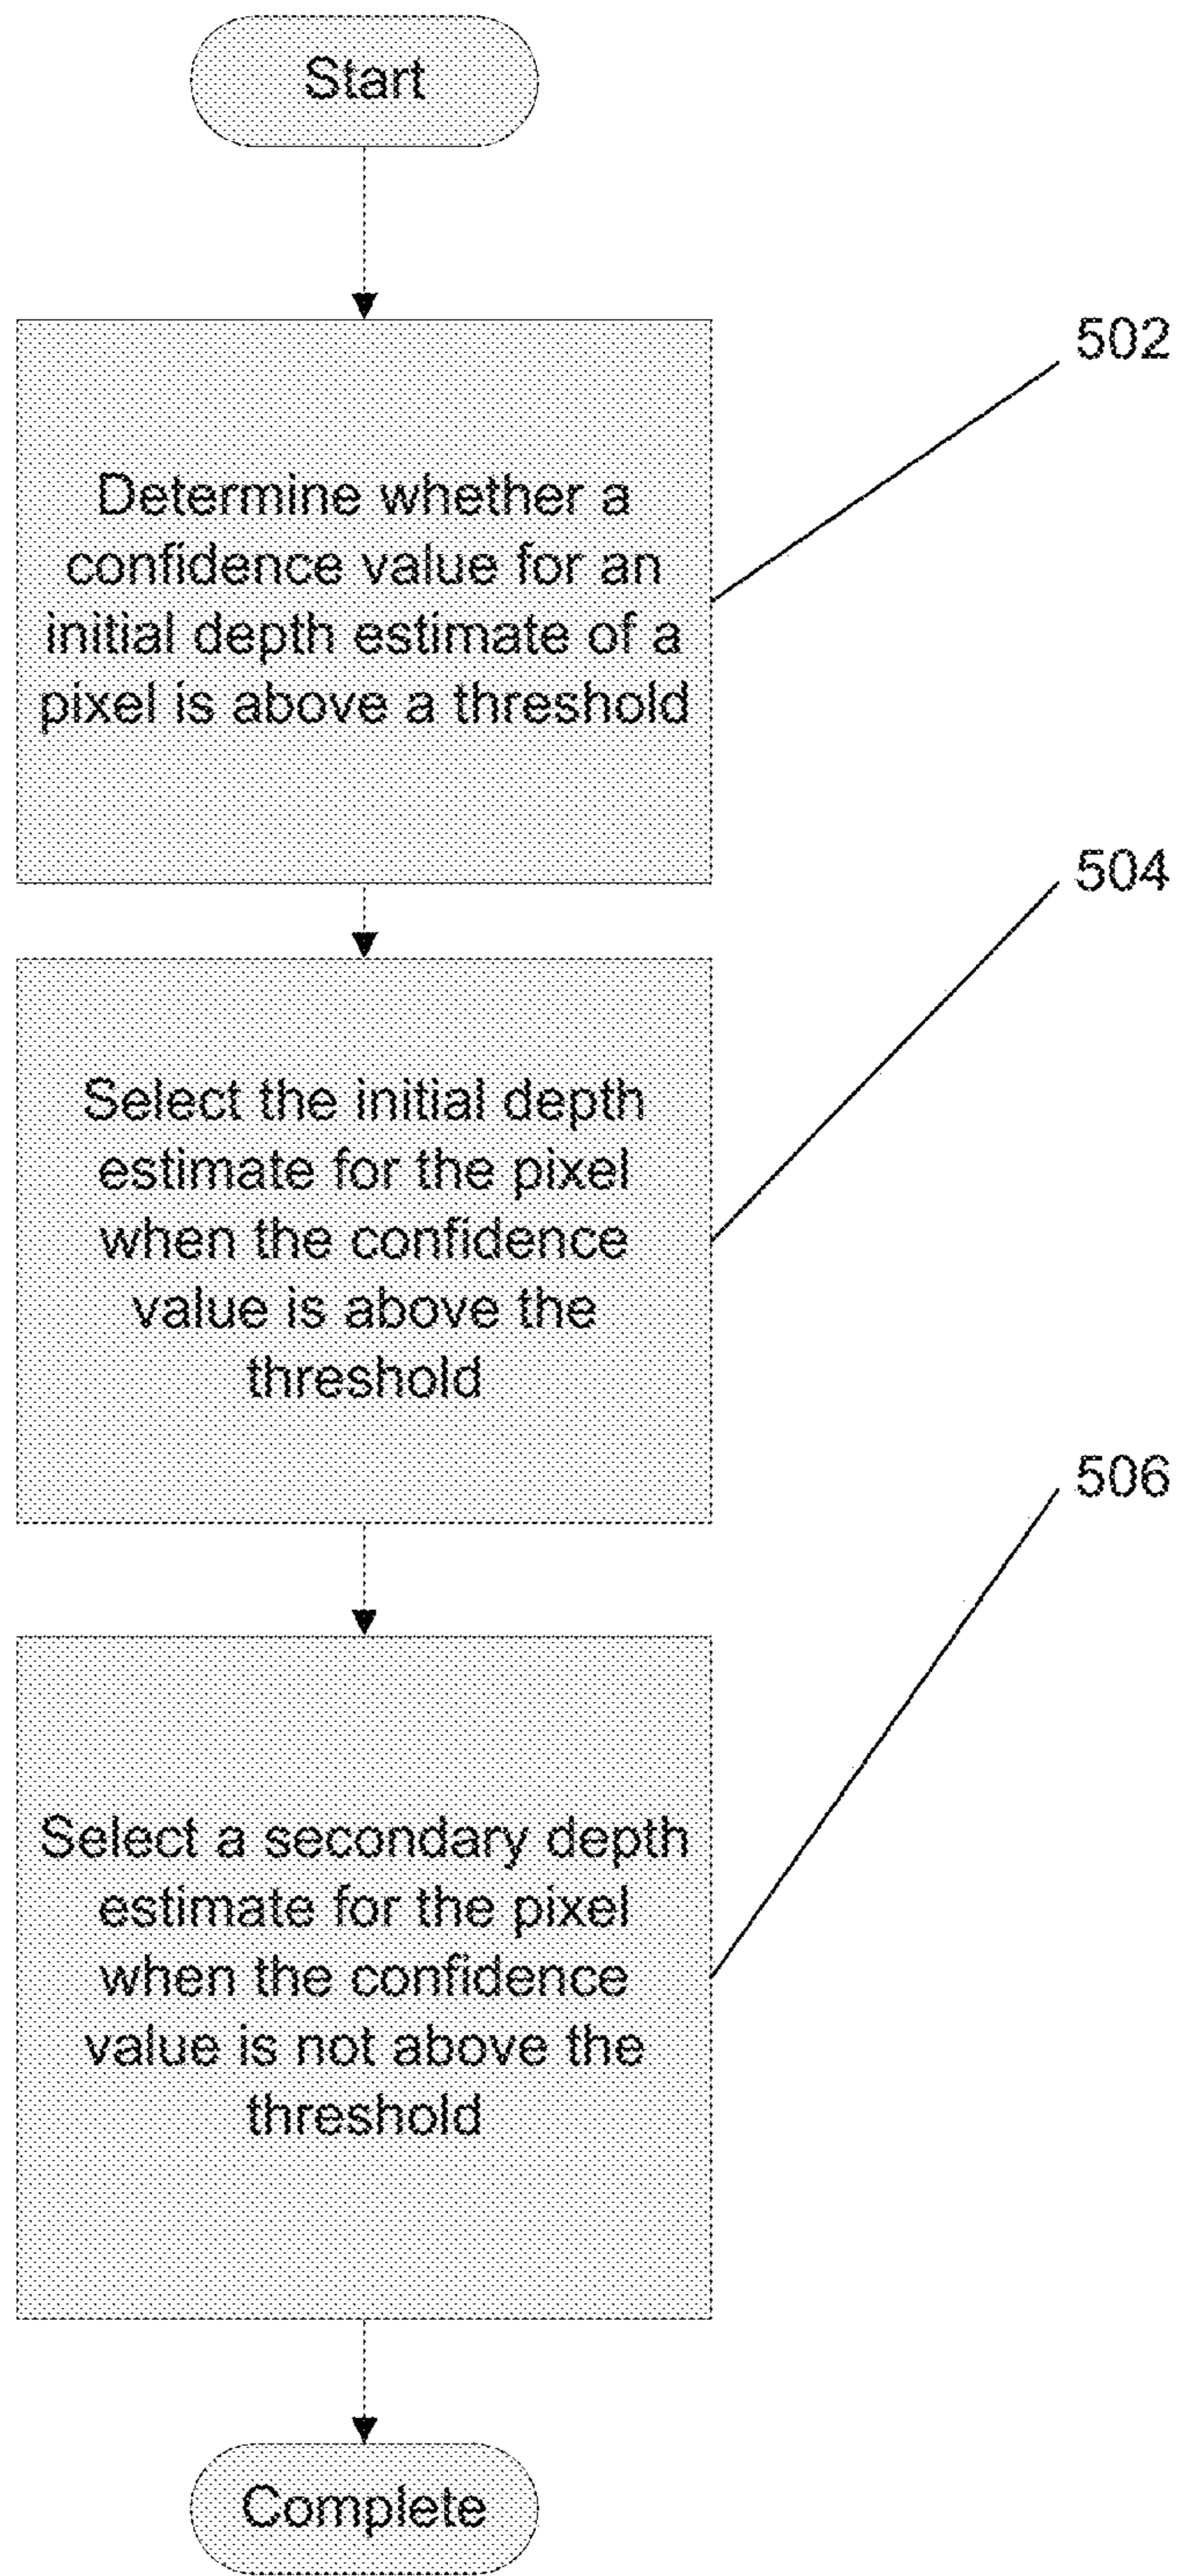 Start
502
Determine whether a
confidence value for an
initial depth estimate of a
pixel is above a threshold
504
Select the initial depth
estimate for the pixel
when the confidence
value is above the
threshold
506
Select a secondary depth
estimate for the pixel
when the confidence
value is not above the
threshold
Complete